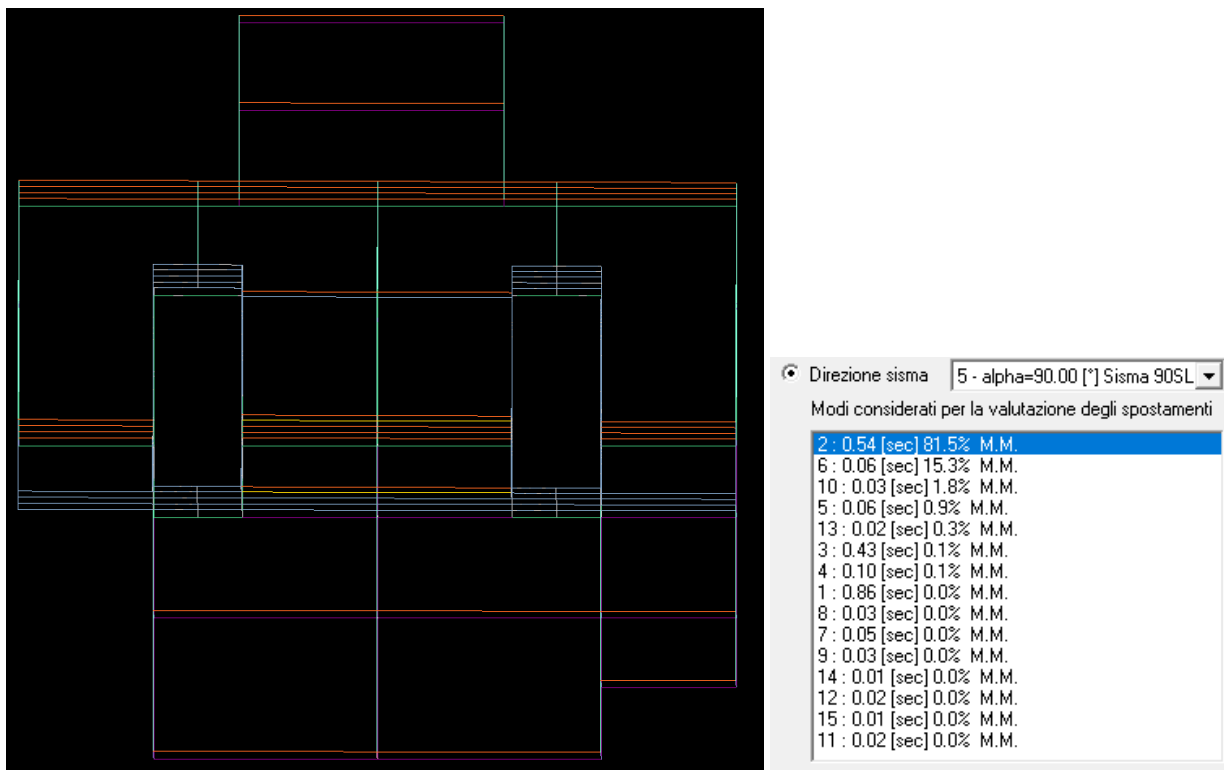 Direzione sisma 5 - alpha=90.00 [°] Sisma 90SL
Modi considerati per la valutazione degli spostamenti
2 : 0.54 [sec] 81.5% M.M.
6 : 0.06 [sec] 15.3% M.M.
10 : 0.03 [sec] 1.8% M.M.
5 : 0.06 [sec] 0.9% M.M.
13 : 0.02 [sec] 0.3% M.M.
3 : 0.43 [sec] 0.1% M.M.
4 : 0.10 [sec] 0.1% M.M.
1 : 0.86 [sec] 0.0% M.M.
8 : 0.03 [sec] 0.0% M.M.
7 : 0.05 [sec] 0.0% M.M.
9 : 0.03 [sec] 0.0% M.M.
14 : 0.01 [sec] 0.0% M.M.
12 : 0.02 [sec] 0.0% M.M.
15 : 0.01 [sec] 0.0% M.M.
11 : 0.02 [sec] 0.0% M.M.